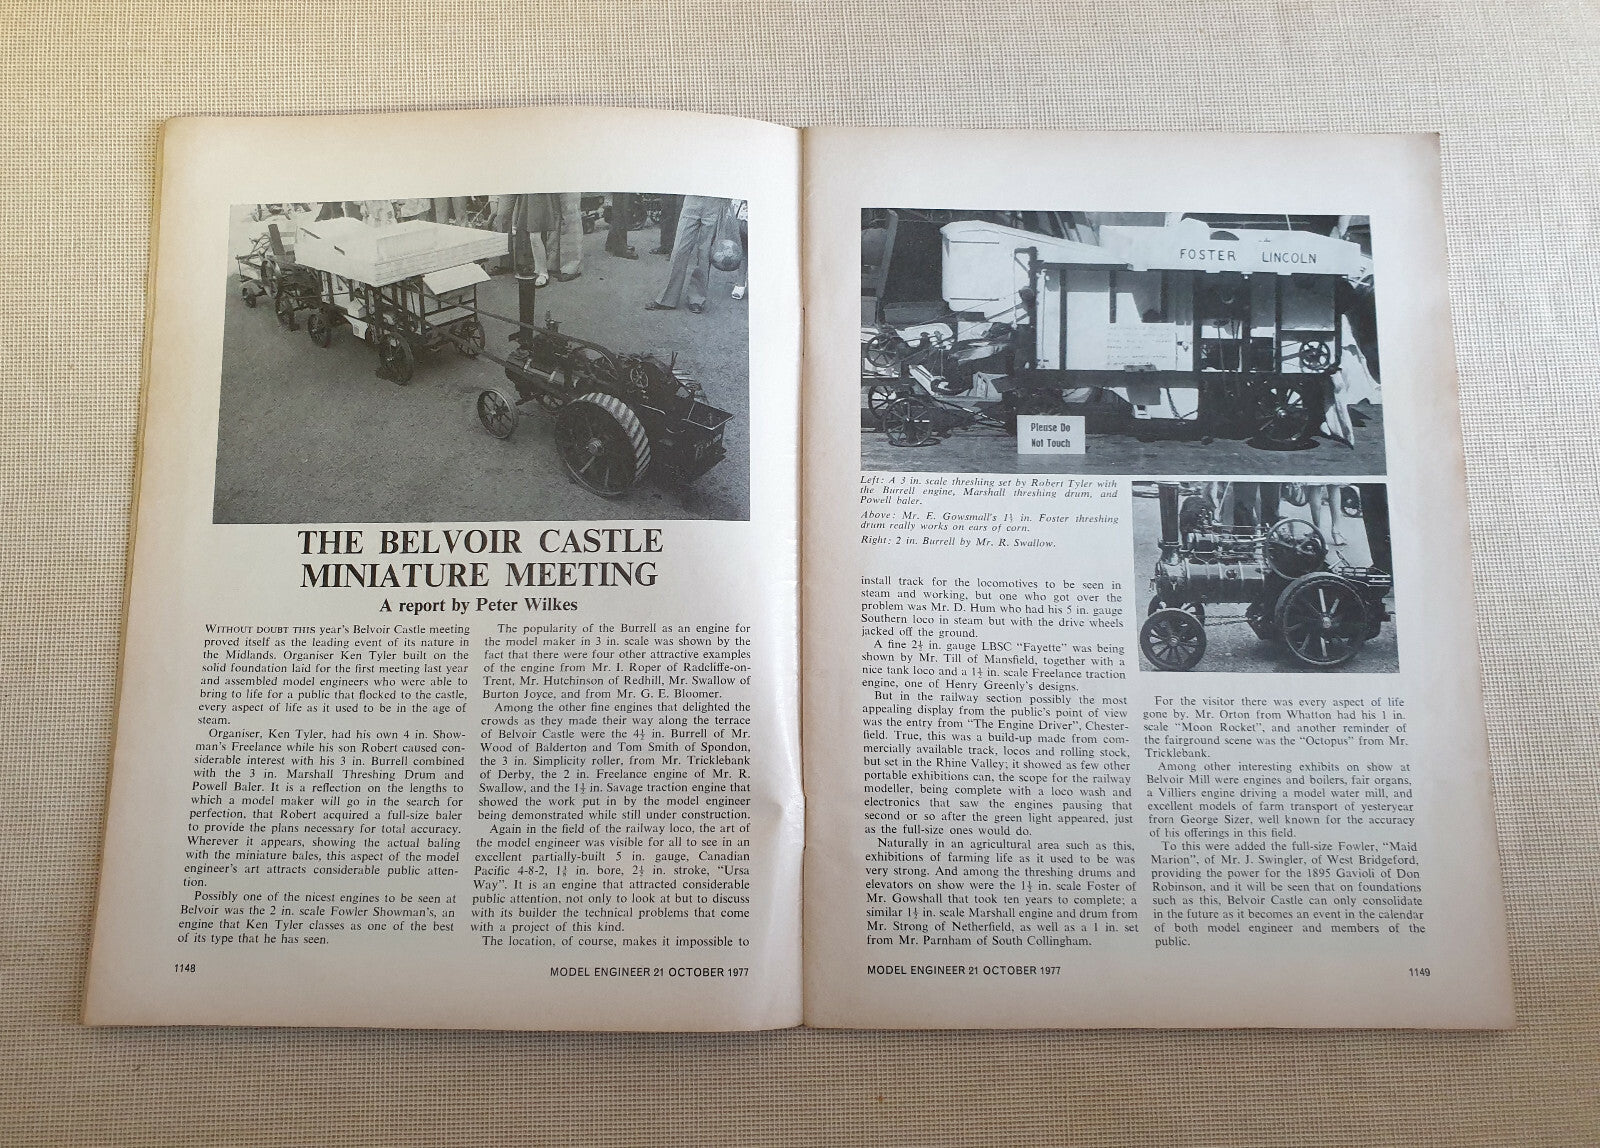 THE BELVOIR CASTLE
MINIATURE MEETING
A report by Peter Wilkes
WITHOUT DOUBT THIS year's Belvoir Castle meeting
proved itself as the leading event of its nature in
the Midlands. Organiser Ken Tyler built on the
solid foundation laid for the first meeting last year
and assembled model engineers who were able to
bring to life for a public that flocked to the castle,
every aspect of life as it used to be in the age of
steam.
Organiser, Ken Tyler, had his own 4 in. Show-
man's Freelance while his son Robert caused con-
siderable interest with his 3 in. Burrell combined
with the 3 in. Marshall Threshing Drum and
Powell Baler. It is a reflection on the lengths to
which a model maker will go in the search for
perfection, that Robert acquired a full-size baler
to provide the plans necessary for total accuracy.
Wherever it appears, showing the actual baling
with the miniature bales, this aspect of the model
engineer's art attracts considerable public atten-
tion.
Possibly one of the nicest engines to be seen at
Belvoir was the 2 in. scale Fowler Showman's, an
engine that Ken Tyler classes as one of the best
of its type that he has seen.
The popularity of the Burrell as an engine for
the model maker in 3 in. scale was shown by the
fact that there were four other attractive examples
of the engine from Mr. I. Roper of Radcliffe-on-
Trent, Mr. Hutchinson of Redhill, Mr. Swallow of
Burton Joyce, and from Mr. G. E. Bloomer.
Among the other fine engines that delighted the
crowds as they made their way along the terrace
of Belvoir Castle were the 4½ in. Burrell of Mr.
Wood of Balderton and Tom Smith of Spondon,
the 3 in. Simplicity roller, from Mr. Tricklebank
of Derby, the 2 in. Freelance engine of Mr. R.
Swallow, and the 1½ in. Savage traction engine that
showed the work put in by the model engineer
being demonstrated while still under construction.
Again in the field of the railway loco, the art of
the model engineer was visible for all to see in an
excellent partially-built 5 in. gauge, Canadian
Pacific 4-8-2, 1¾ in. bore, 2½ in. stroke, "Ursa
Way". It is an engine that attracted considerable
public attention, not only to look at but to discuss
with its builder the technical problems that come
with a project of this kind.
The location, of course, makes it impossible to
1148
MODEL ENGINEER 21 OCTOBER 1977
FOSTER LINCOLN
Please Do
Not Touch
Left: A 3 in. scale threshing set by Robert Tyler with
the Burrell engine, Marshall threshing drum, and
Powell baler.
Above: Mr. E. Gowsmall's 1½ in. Foster threshing
drum really works on ears of corn.
Right: 2 in. Burrell by Mr. R. Swallow.
install track for the locomotives to be seen in
steam and working, but one who got over the
problem was Mr. D. Hum who had his 5 in. gauge
Southern loco in steam but with the drive wheels
jacked off the ground.
A fine 2½ in. gauge LBSC "Fayette" was being
shown by Mr. Till of Mansfield, together with a
nice tank loco and a 1½ in. scale Freelance traction
engine, one of Henry Greenly's designs.
But in the railway section possibly the most
appealing display from the public's point of view
was the entry from "The Engine Driver", Chester-
field. True, this was a build-up made from com-
mercially available track, locos and rolling stock,
but set in the Rhine Valley; it showed as few other
portable exhibitions can, the scope for the railway
modeller, being complete with a loco wash and
electronics that saw the engines pausing that
second or so after the green light appeared, just
as the full-size ones would do.
Naturally in an agricultural area such as this,
exhibitions of farming life as it used to be was
very strong. And among the threshing drums and
elevators on show were the 1½ in. scale Foster of
Mr. Gowshall that took ten years to complete; a
similar 1½ in. scale Marshall engine and drum from
Mr. Strong of Netherfield, as well as a 1 in. set
from Mr. Parnham of South Collingham.
For the visitor there was every aspect of life
gone by. Mr. Orton from Whatton had his 1 in.
scale "Moon Rocket", and another reminder of
the fairground scene was the "Octopus" from Mr.
Tricklebank.
Among other interesting exhibits on show at
Belvoir Mill were engines and boilers, fair organs,
a Villiers engine driving a model water mill, and
excellent models of farm transport of yesteryear
from George Sizer, well known for the accuracy
of his offerings in this field.
To this were added the full-size Fowler, "Maid
Marion", of Mr. J. Swingler, of West Bridgeford,
providing the power for the 1895 Gavioli of Don
Robinson, and it will be seen that on foundations
such as this, Belvoir Castle can only consolidate
in the future as it becomes an event in the calendar
of both model engineer and members of the
public.
MODEL ENGINEER 21 OCTOBER 1977
1149